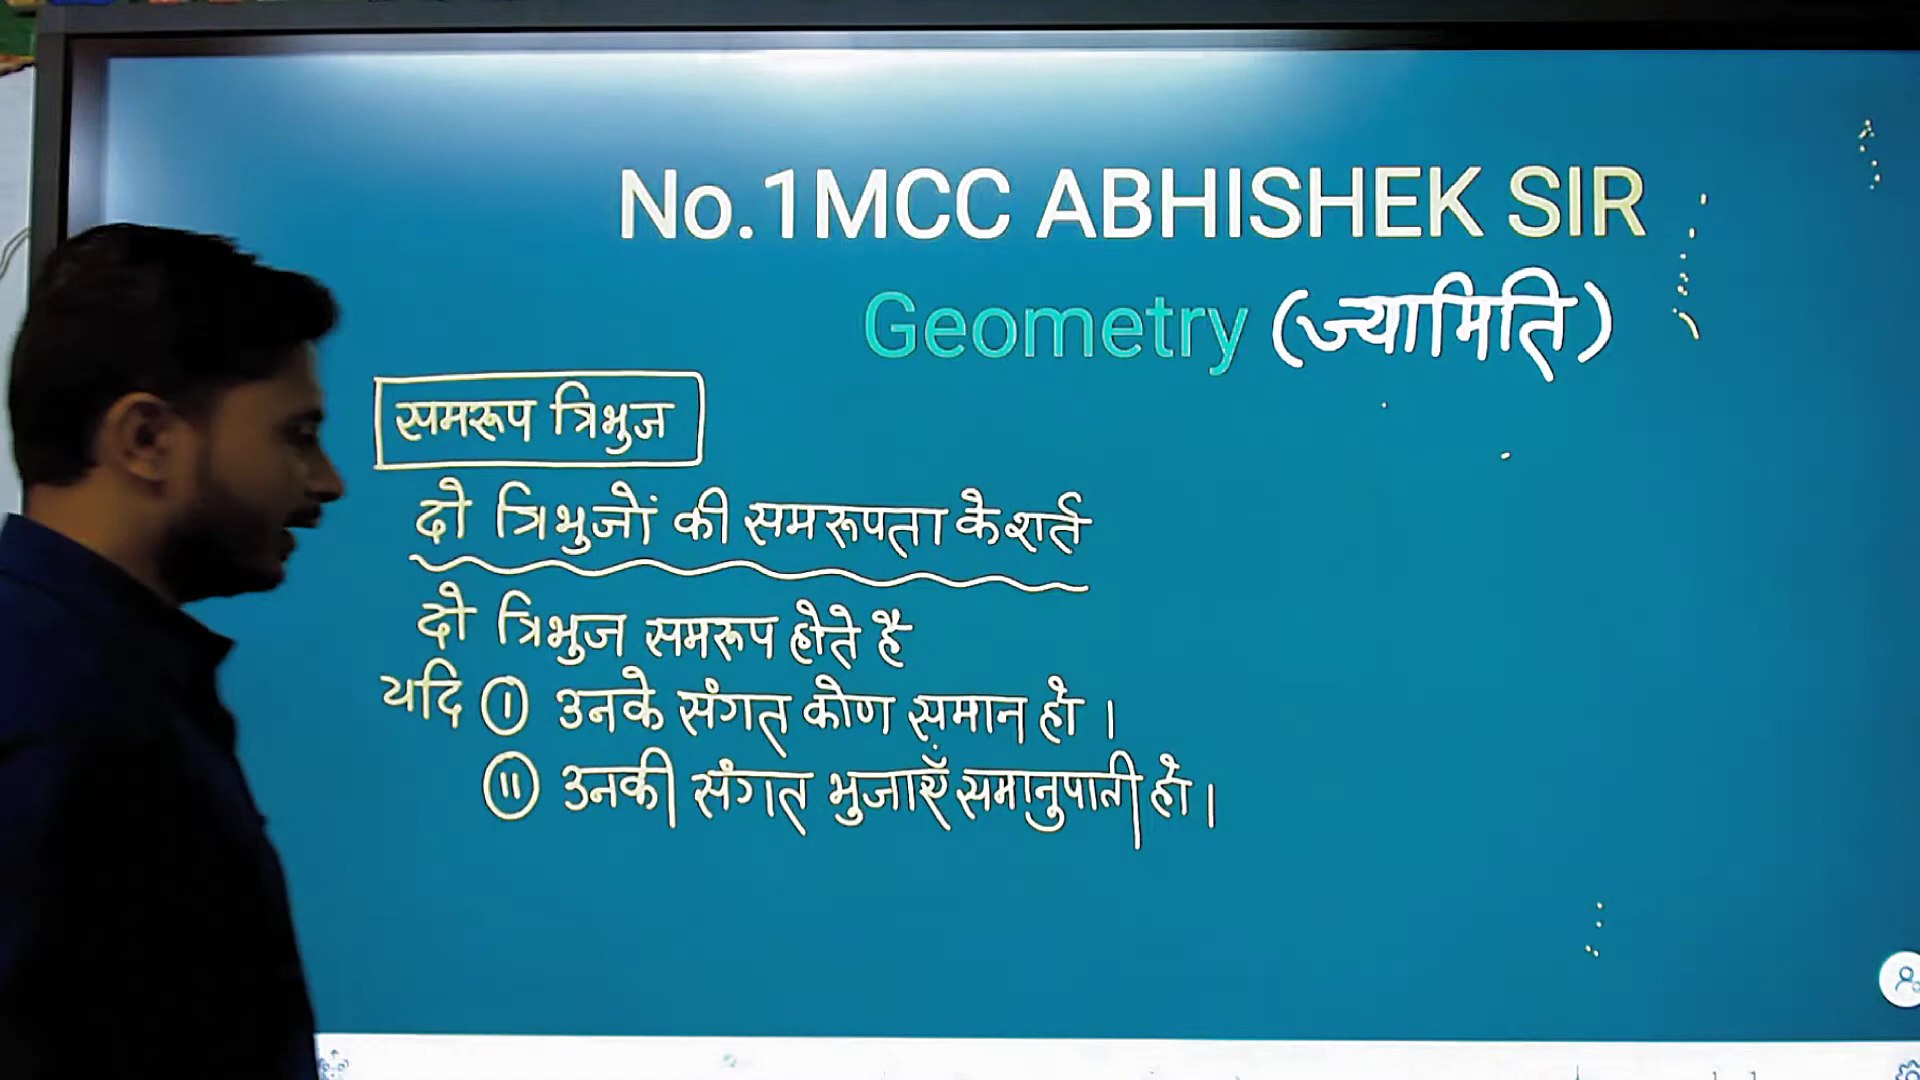 No.1MCC ABHISHEK SIR
Geometry (ज्यामिति)
समरूप त्रिभुज
दो त्रिभुजों की समरूपता के शर्त
दो त्रिभुज समरूप होते है
यदि (I) उनके संगत् कोण समान हो ।
(II) उनकी संगत् भुजाएँ समानुपाती हो ।